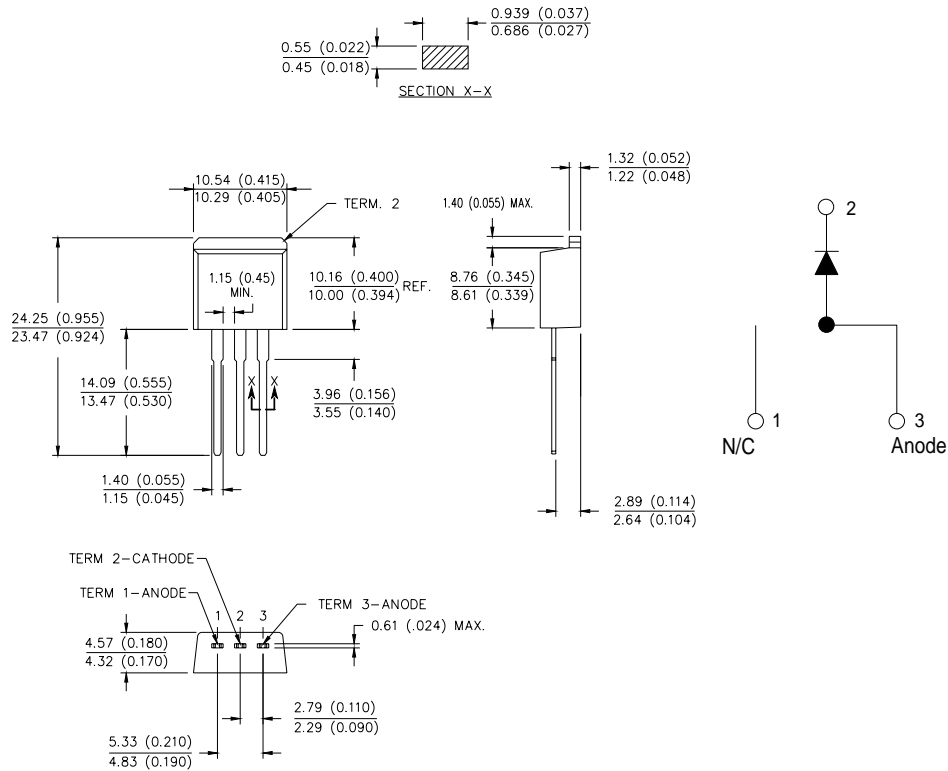 0.939 (0.037)
0.686 (0.027)
0.55 (0.022)
0.45 (0.018)
SECTION X-X
10.54 (0.415)
10.29 (0.405)
TERM. 2
1.15 (0.45)
MIN.
10.16 (0.400)
10.00 (0.394)
REF.
24.25 (0.955)
23.47 (0.924)
14.09 (0.555)
13.47 (0.530)
X X
3.96 (0.156)
3.55 (0.140)
1.40 (0.055)
1.15 (0.045)
1.32 (0.052)
1.22 (0.048)
1.40 (0.055) MAX.
8.76 (0.345)
8.61 (0.339)
2.89 (0.114)
2.64 (0.104)
2
1
N/C
3
Anode
TERM 2-CATHODE
TERM 1-ANODE
TERM 3-ANODE
1 2 3
0.61 (.024) MAX.
4.57 (0.180)
4.32 (0.170)
2.79 (0.110)
2.29 (0.090)
5.33 (0.210)
4.83 (0.190)